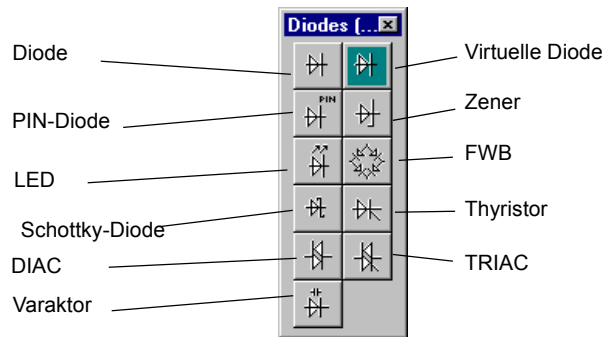 Diodes (...
Diode
Virtuelle Diode
PIN
PIN-Diode
Zener
LED
FWB
Schottky-Diode
Thyristor
DIAC
TRIAC
Varaktor